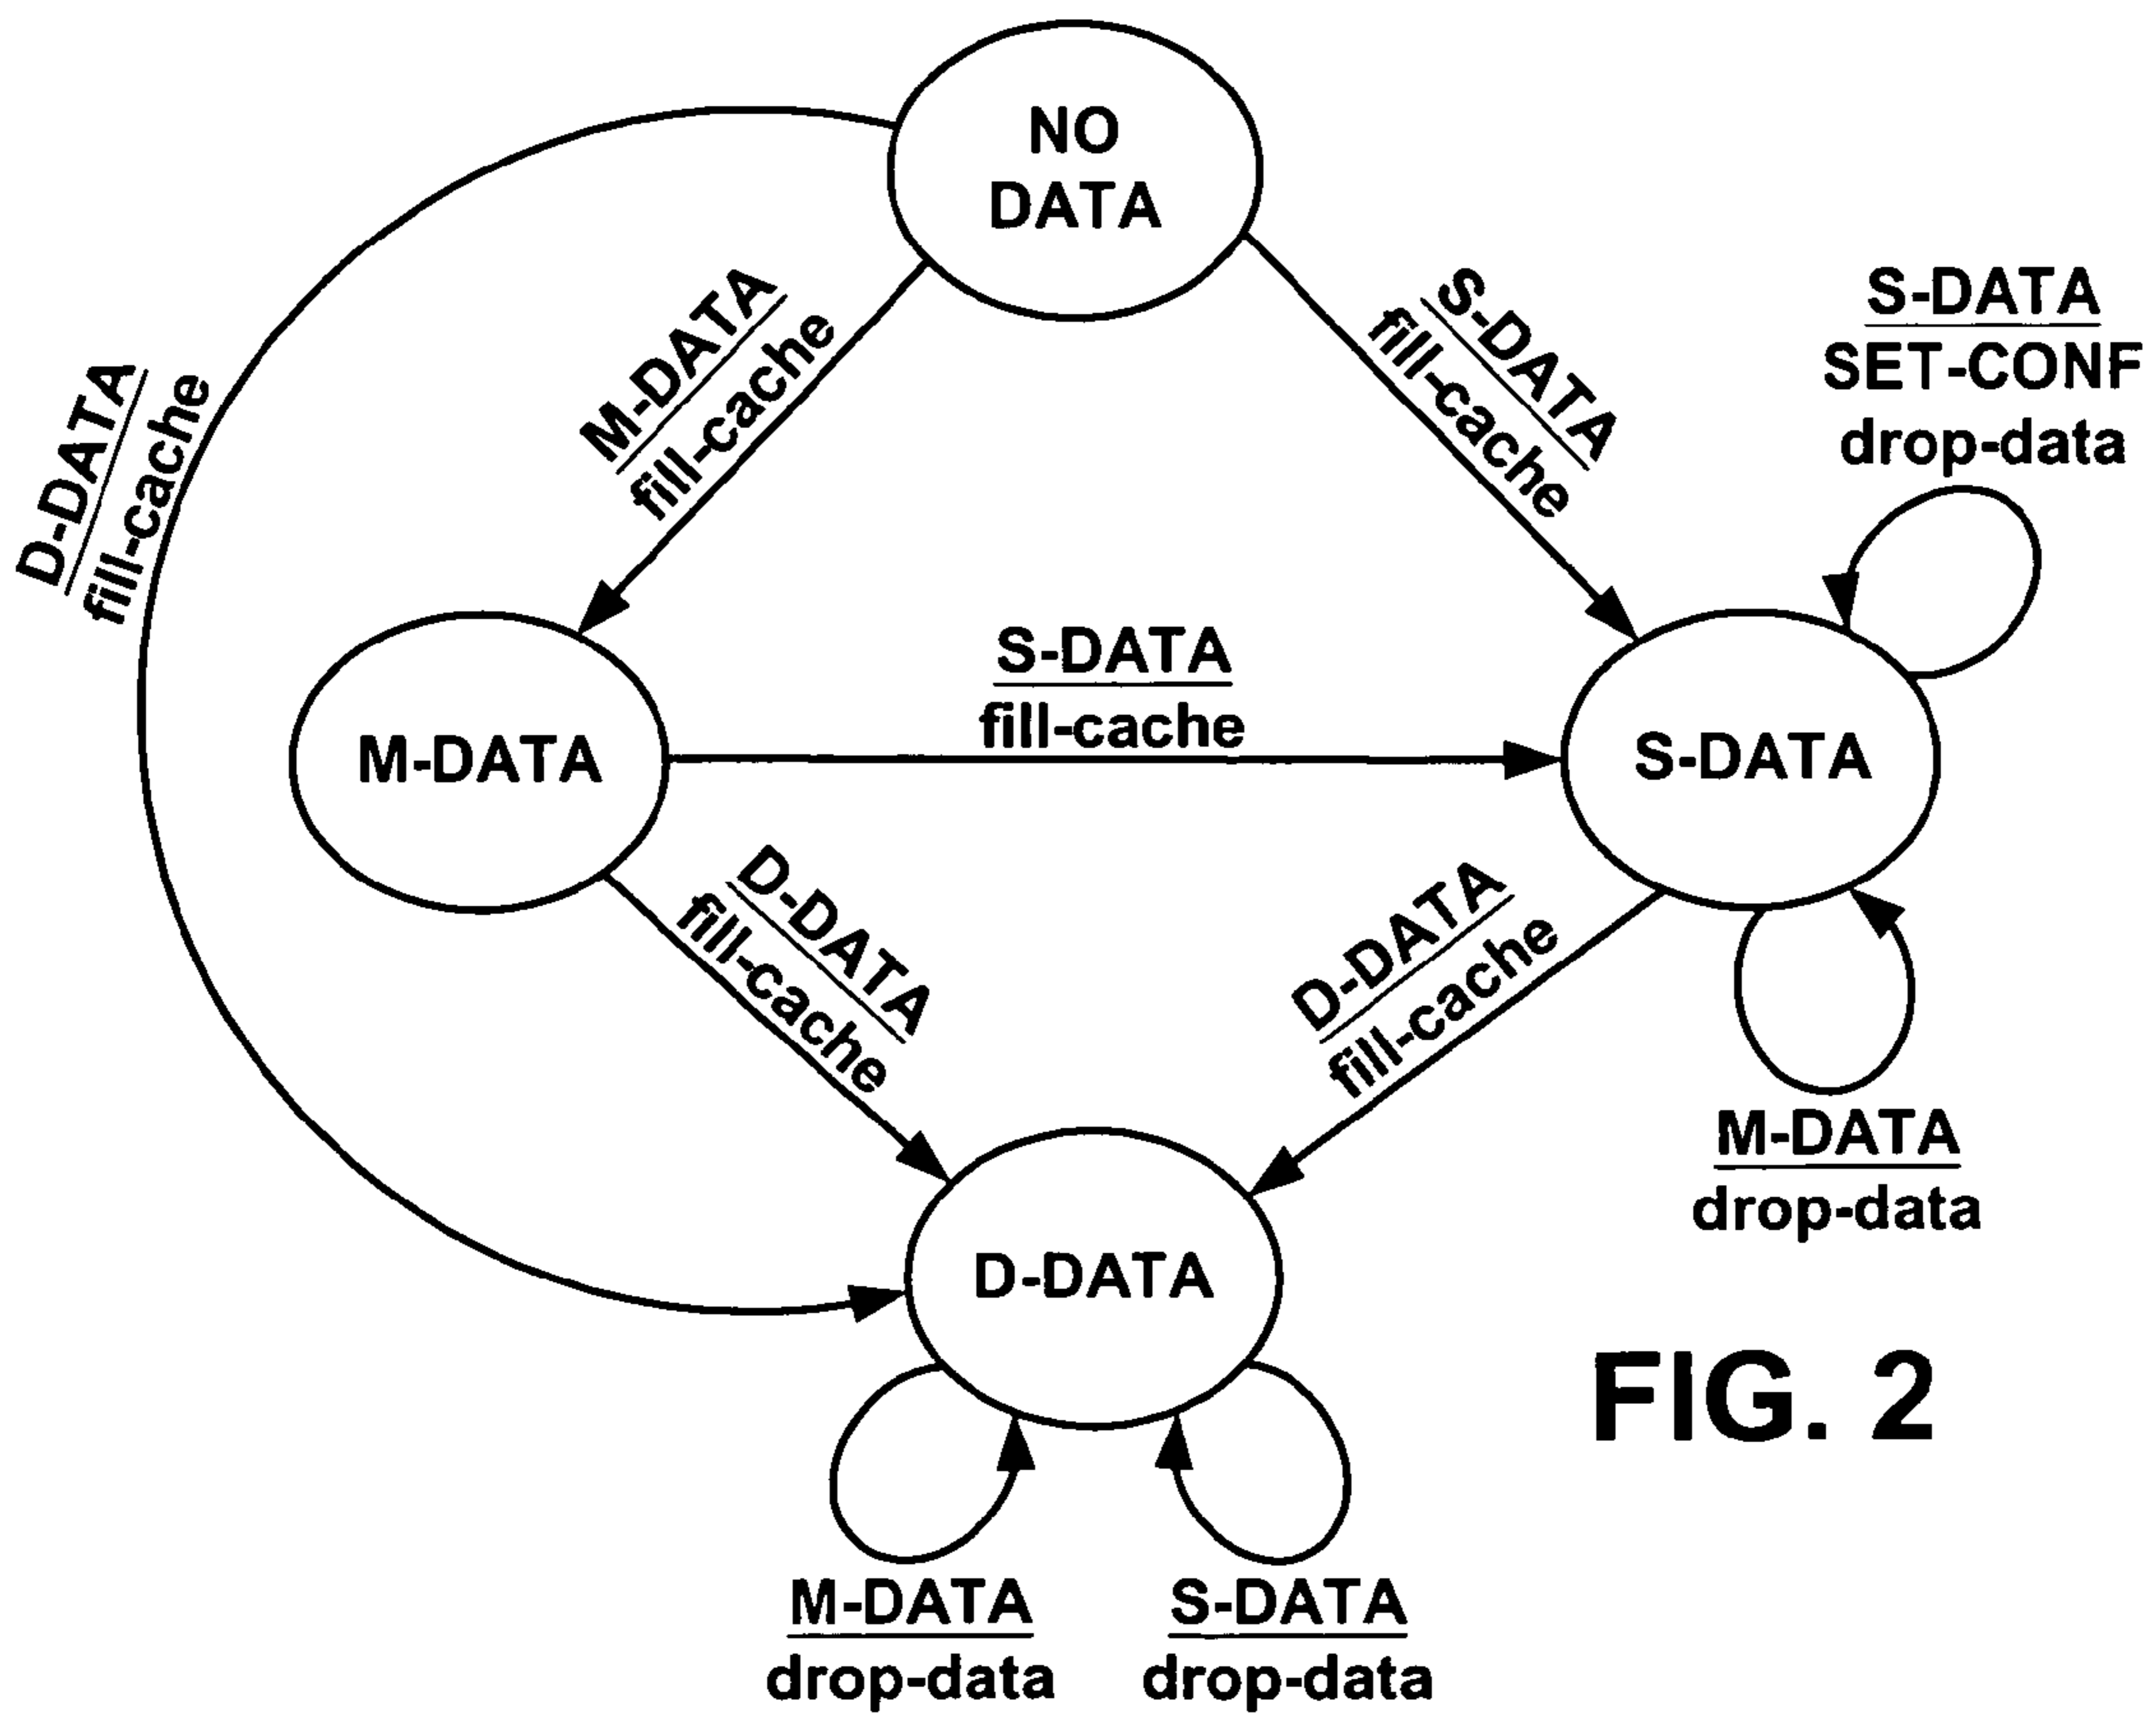 NO
DATA
D-DATA
fill-cache
M-DATA
fill-cache
S-DATA
fill-cache
S-DATA
SET-CONF
drop-data
S-DATA
fill-cache
M-DATA
S-DATA
D-DATA
fill-cache
D-DATA
fill-cache
M-DATA
drop-data
D-DATA
FIG. 2
M-DATA
drop-data
S-DATA
drop-data